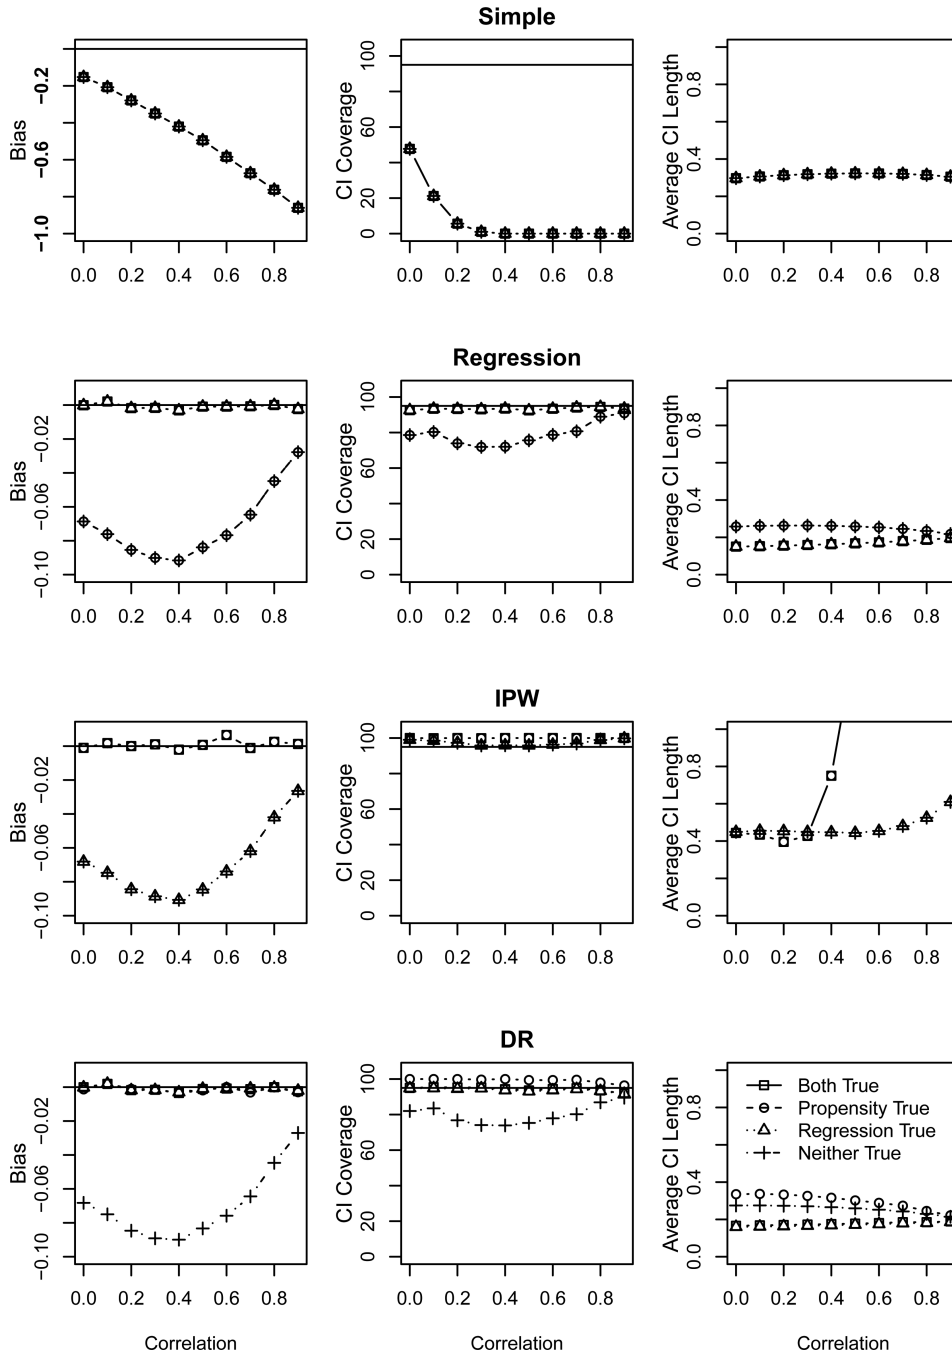 Simple
Bias
−0.2
−0.6
−1.0
0.0 0.2 0.4 0.6 0.8
CI Coverage
100
60
20
0
0.0 0.2 0.4 0.6 0.8
Average CI Length
0.8
0.4
0.0
0.0 0.2 0.4 0.6 0.8
Regression
Bias
−0.02
−0.06
−0.10
0.0 0.2 0.4 0.6 0.8
CI Coverage
100
60
20
0
0.0 0.2 0.4 0.6 0.8
Average CI Length
0.8
0.4
0.0
0.0 0.2 0.4 0.6 0.8
IPW
Bias
−0.02
−0.06
−0.10
0.0 0.2 0.4 0.6 0.8
CI Coverage
100
60
20
0
0.0 0.2 0.4 0.6 0.8
Average CI Length
0.8
0.4
0.0
0.0 0.2 0.4 0.6 0.8
DR
Bias
−0.02
−0.06
−0.10
0.0 0.2 0.4 0.6 0.8
Correlation
CI Coverage
100
60
20
0
0.0 0.2 0.4 0.6 0.8
Average CI Length
0.8
0.4
0.0
Both True
Propensity True
Regression True
Neither True
0.0 0.2 0.4 0.6 0.8
Correlation